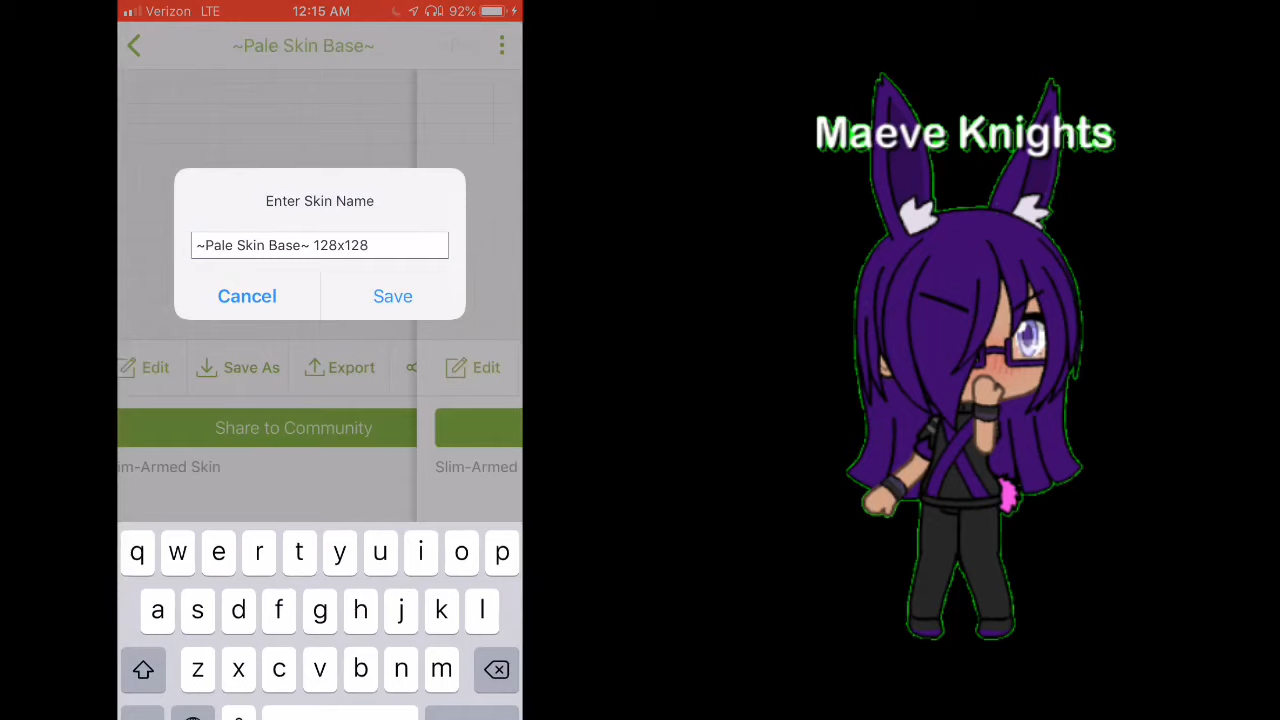 Verizon LTE 12:15 AM 92%
~Pale Skin Base~
Enter Skin Name
~Pale Skin Base~ 128x128
Cancel Save
Edit Save As Export Edit
Share to Community
im-Armed Skin Slim-Armed
q w e r t y u i o p
a s d f g h j k l
z x c v b n m
Maeve Knights